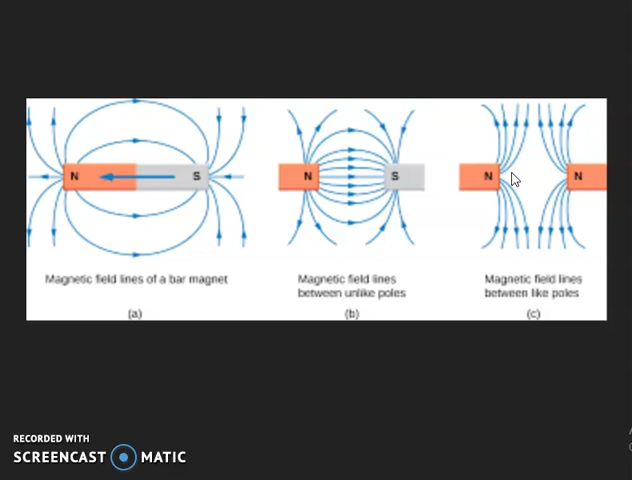 N S
N S
N N
Magnetic field lines of a bar magnet
(a)
Magnetic field lines
between unlike poles
(b)
Magnetic field lines
between like poles
(c)
RECORDED WITH
SCREENCAST MATIC